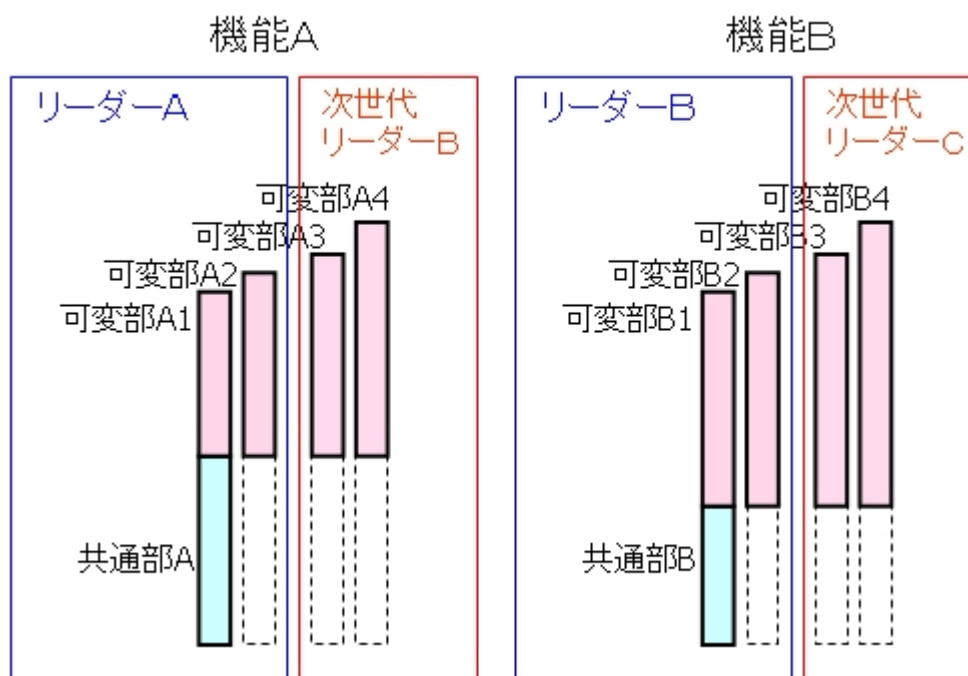 機能A
リーダーA
次世代
リーダーB
可変部A4
可変部A3
可変部A2
可変部A1
共通部A
機能B
リーダーB
次世代
リーダーC
可変部B4
可変部B3
可変部B2
可変部B1
共通部B